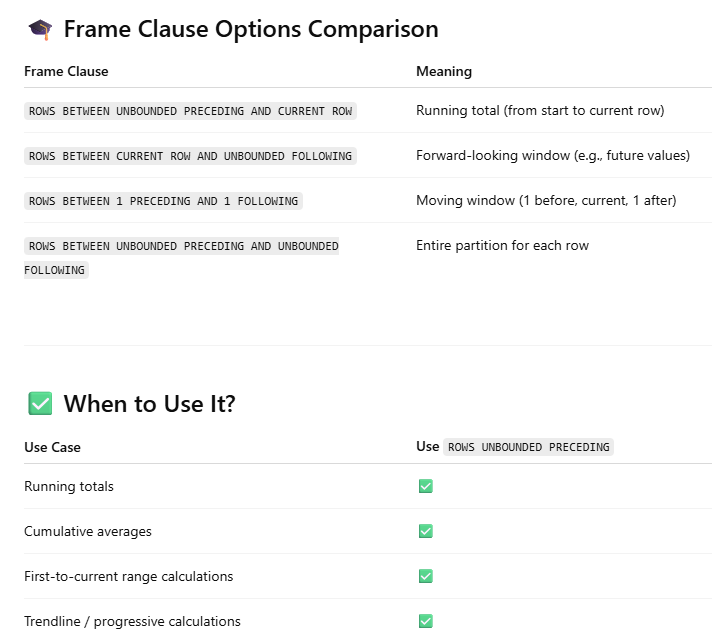 🎓 Frame Clause Options Comparison
Frame Clause Meaning
ROWS BETWEEN UNBOUNDED PRECEDING AND CURRENT ROW Running total (from start to current row)
ROWS BETWEEN CURRENT ROW AND UNBOUNDED FOLLOWING Forward-looking window (e.g., future values)
ROWS BETWEEN 1 PRECEDING AND 1 FOLLOWING Moving window (1 before, current, 1 after)
ROWS BETWEEN UNBOUNDED PRECEDING AND UNBOUNDED Entire partition for each row
FOLLOWING
✅ When to Use It?
Use Case Use ROWS UNBOUNDED PRECEDING
Running totals ✅
Cumulative averages ✅
First-to-current range calculations ✅
Trendline / progressive calculations ✅